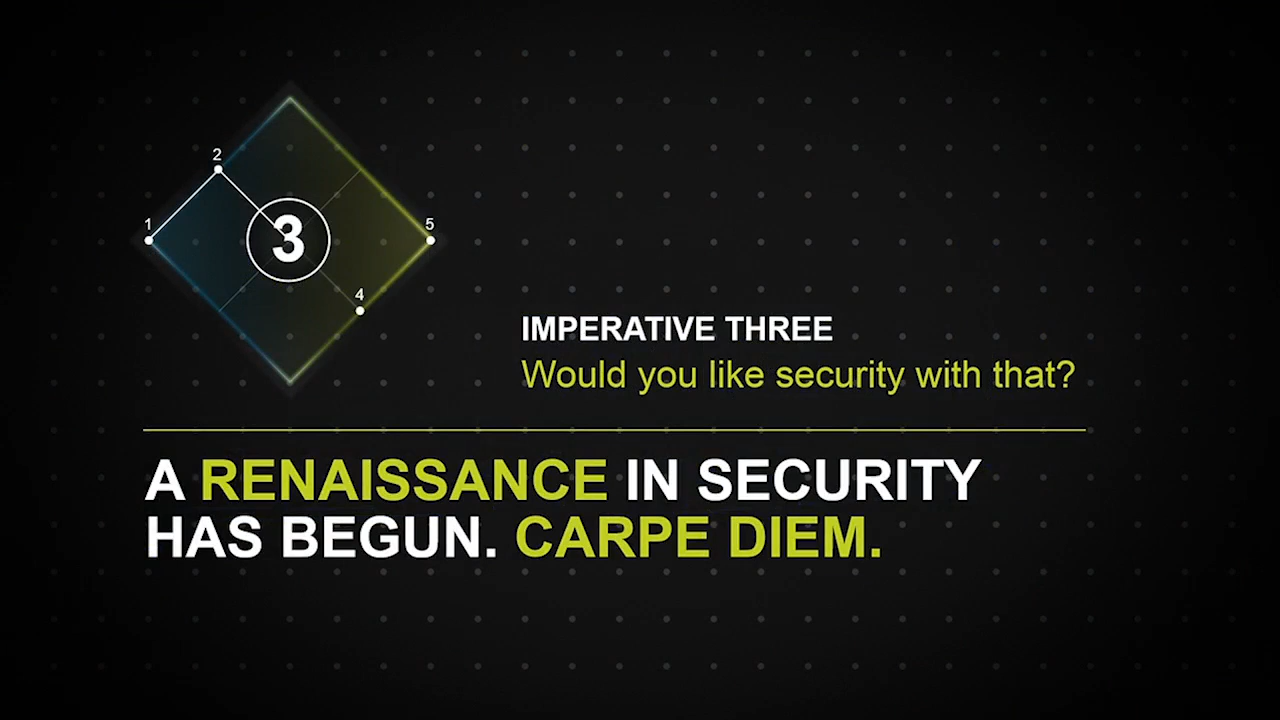 2
1
3
5
4
IMPERATIVE THREE
Would you like security with that?
A RENAISSANCE IN SECURITY
HAS BEGUN. CARPE DIEM.